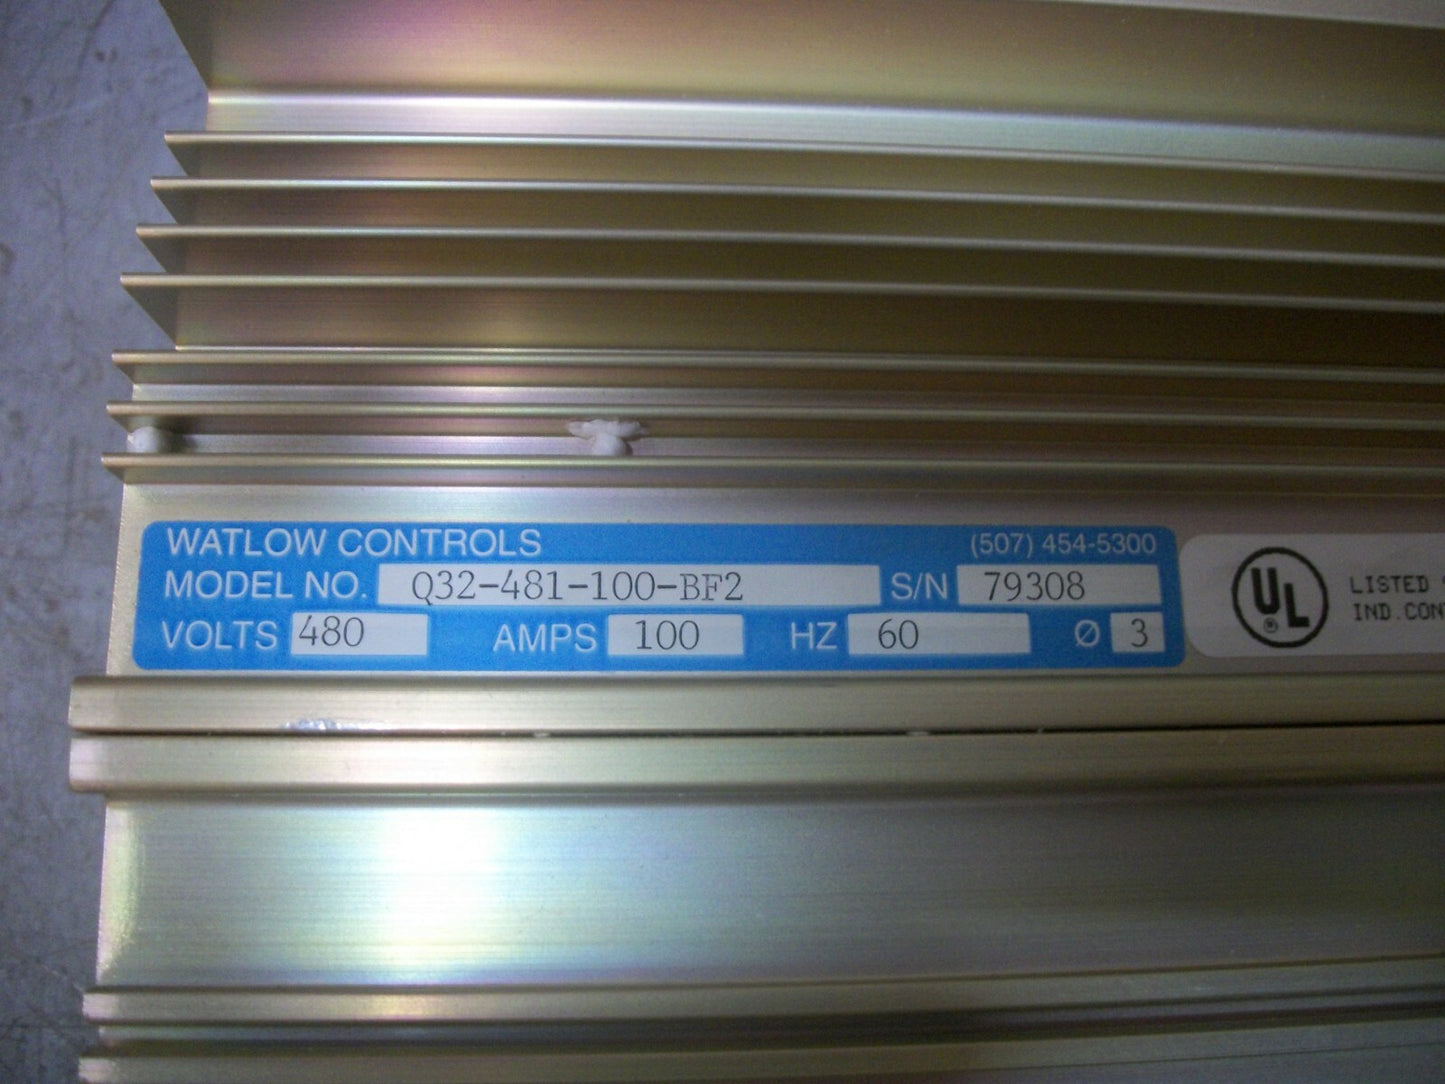 WATLOW CONTROLS (507) 454-5300
MODEL NO. Q32-481-100-BF2 S/N 79308
VOLTS 480 AMPS 100 HZ 60 Ø 3
UL ®
LISTED
IND.CON